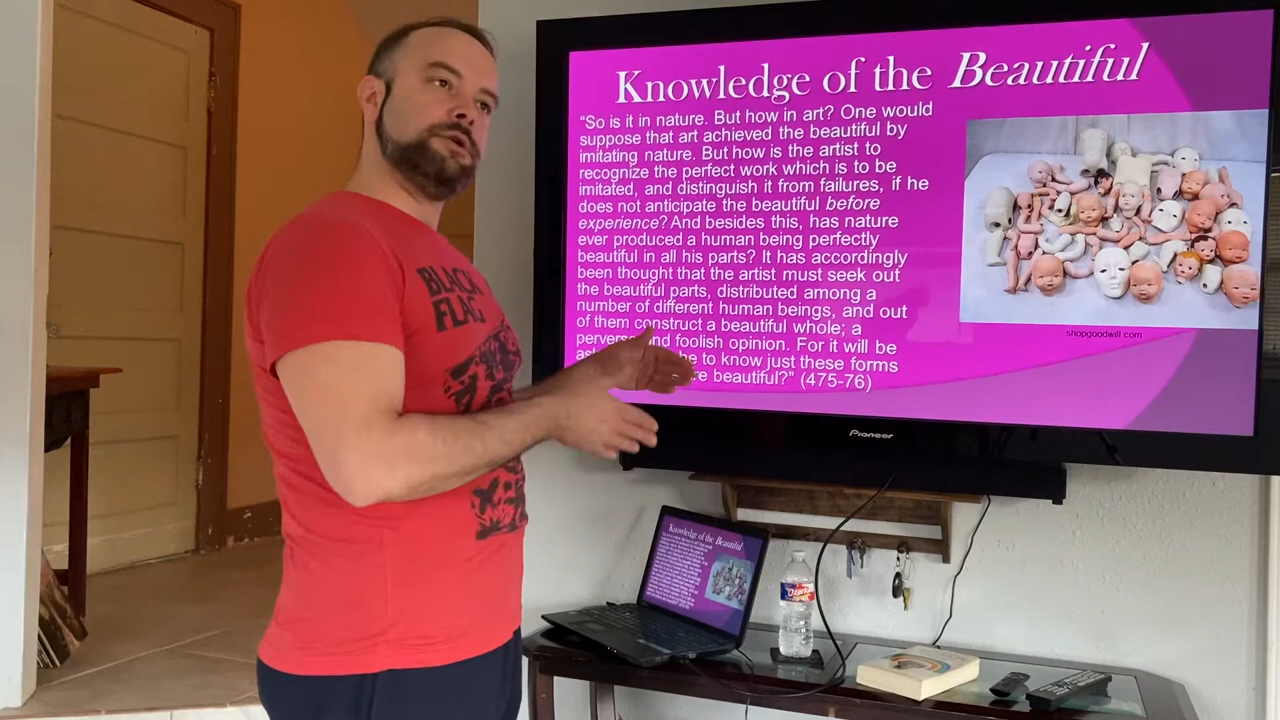 Knowledge of the Beautiful
“So is it in nature. But how in art? One would
suppose that art achieved the beautiful by
imitating nature. But how is the artist to
recognize the perfect work which is to be
imitated, and distinguish it from failures, if he
does not anticipate the beautiful before
experience? And besides this, has nature
ever produced a human being perfectly
beautiful in all his parts? It has accordingly
been thought that the artist must seek out
the beautiful parts, distributed among a
number of different human beings, and out
of them construct a beautiful whole; a
and foolish opinion. For it will be
he to know just these forms
beautiful?” (475-76)
shopgoodwill.com
Pioneer
BLACK
FLAG
Knowledge of the Beautiful